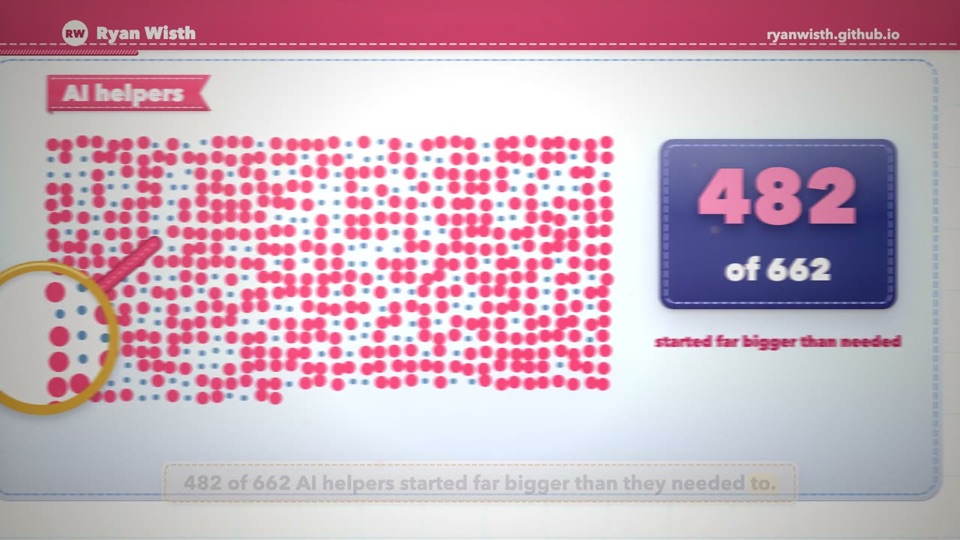 RW Ryan Wisth
ryanwisth.github.io
AI helpers
482
of 662
started far bigger than needed
482 of 662 AI helpers started far bigger than they needed to.